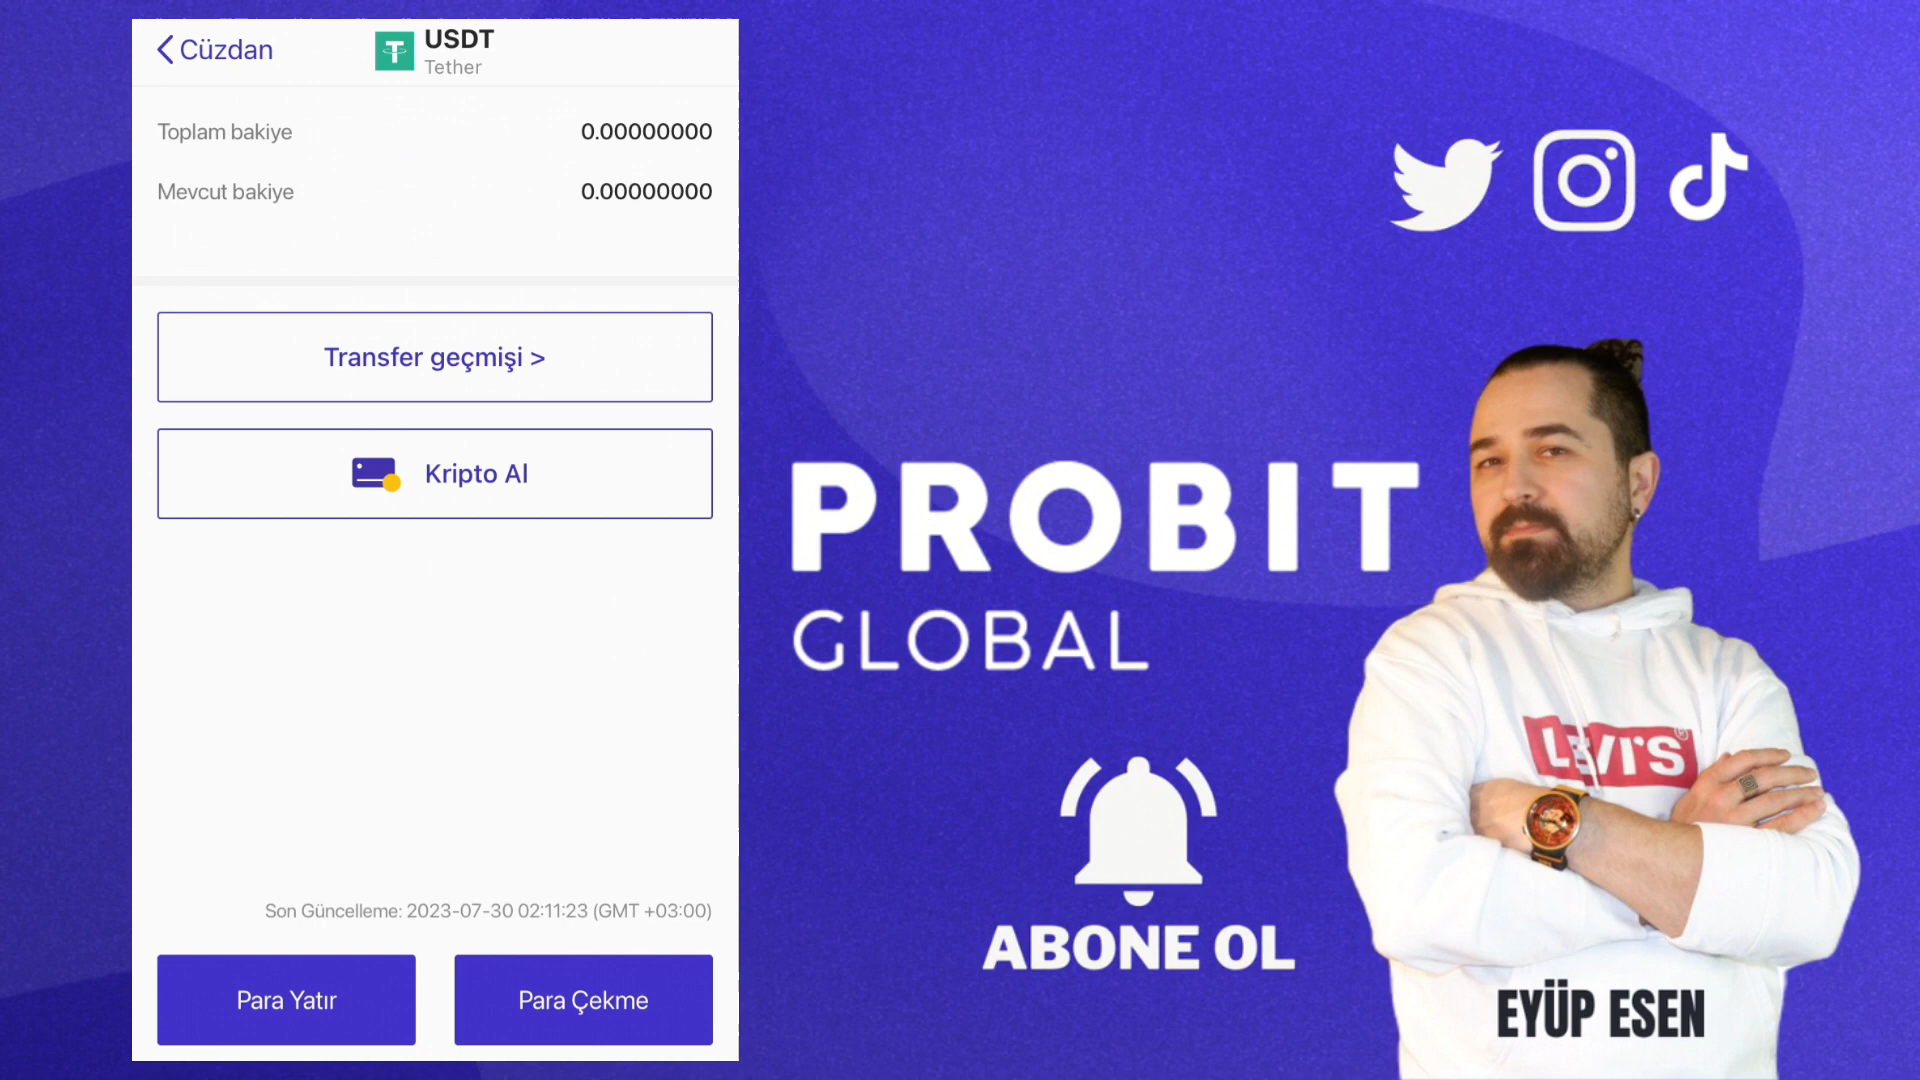 Cüzdan
USDT
Tether
Toplam bakiye 0.00000000
Mevcut bakiye 0.00000000
Transfer geçmişi >
Kripto Al
Son Güncelleme: 2023-07-30 02:11:23 (GMT +03:00)
Para Yatır
Para Çekme
PROBIT
GLOBAL
ABONE OL
LEVI'S®
EYÜP ESEN